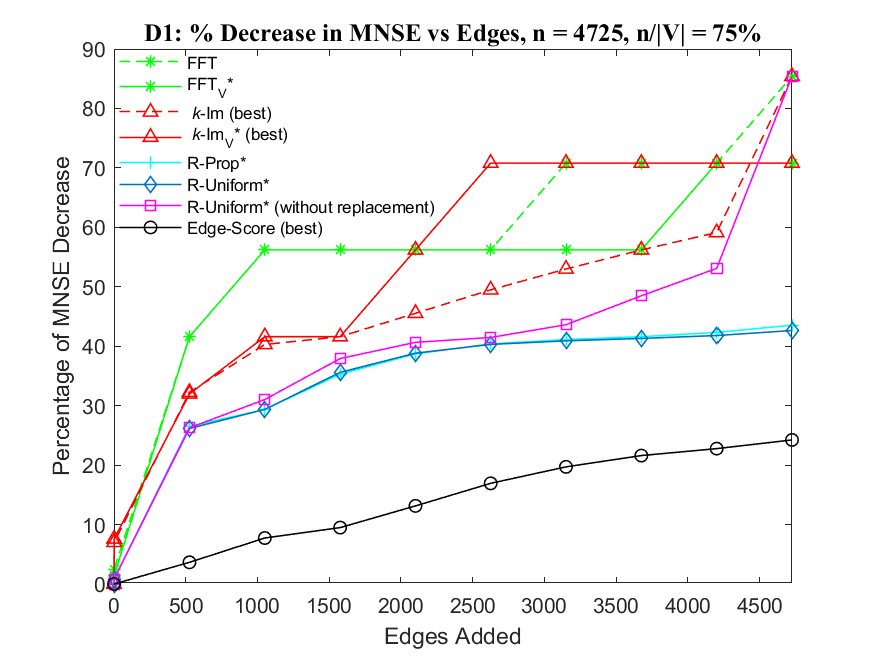 D1: % Decrease in MNSE vs Edges, n = 4725, n/|V| = 75%
Percentage of MNSE Decrease
90
80
70
60
50
40
30
20
10
0
FFT
FFT_V*
k-Im (best)
k-Im_V* (best)
R-Prop*
R-Uniform*
R-Uniform* (without replacement)
Edge-Score (best)
0 500 1000 1500 2000 2500 3000 3500 4000 4500
Edges Added